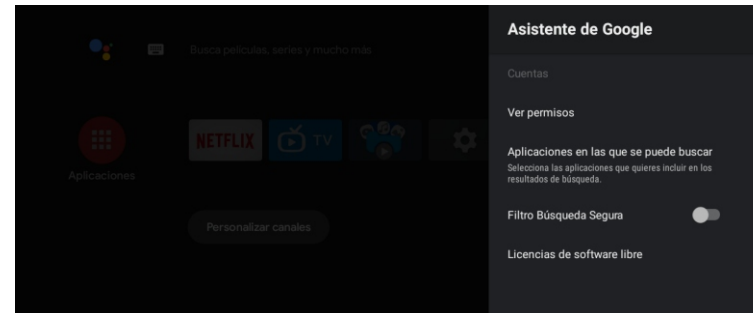 Busca películas, series y mucho más
NETFLIX
TV
Aplicaciones
Personalizar canales
Asistente de Google
Cuentas
Ver permisos
Aplicaciones en las que se puede buscar
Selecciona las aplicaciones que quieres incluir en los
resultados de búsqueda.
Filtro Búsqueda Segura
Licencias de software libre